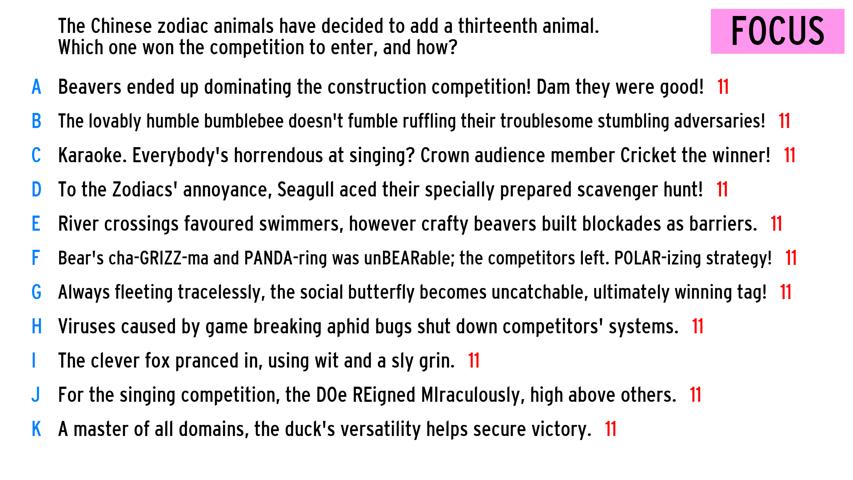 The Chinese zodiac animals have decided to add a thirteenth animal.
Which one won the competition to enter, and how?
FOCUS
A Beavers ended up dominating the construction competition! Dam they were good! 11
B The lovably humble bumblebee doesn't fumble ruffling their troublesome stumbling adversaries! 11
C Karaoke. Everybody's horrendous at singing? Crown audience member Cricket the winner! 11
D To the Zodiacs' annoyance, Seagull aced their specially prepared scavenger hunt! 11
E River crossings favoured swimmers, however crafty beavers built blockades as barriers. 11
F Bear's cha-GRIZZ-ma and PANDA-ring was unBEARable; the competitors left. POLAR-izing strategy! 11
G Always fleeting tracelessly, the social butterfly becomes uncatchable, ultimately winning tag! 11
H Viruses caused by game breaking aphid bugs shut down competitors' systems. 11
I The clever fox pranced in, using wit and a sly grin. 11
J For the singing competition, the DOe REigned MIraculously, high above others. 11
K A master of all domains, the duck's versatility helps secure victory. 11